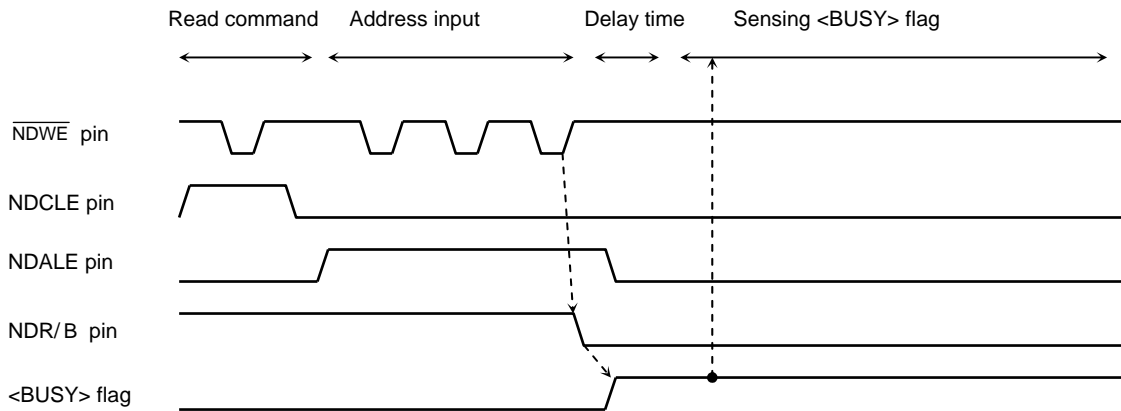 Read command Address input Delay time Sensing <BUSY> flag
NDWE pin
NDCLE pin
NDALE pin
NDR/B pin
<BUSY> flag